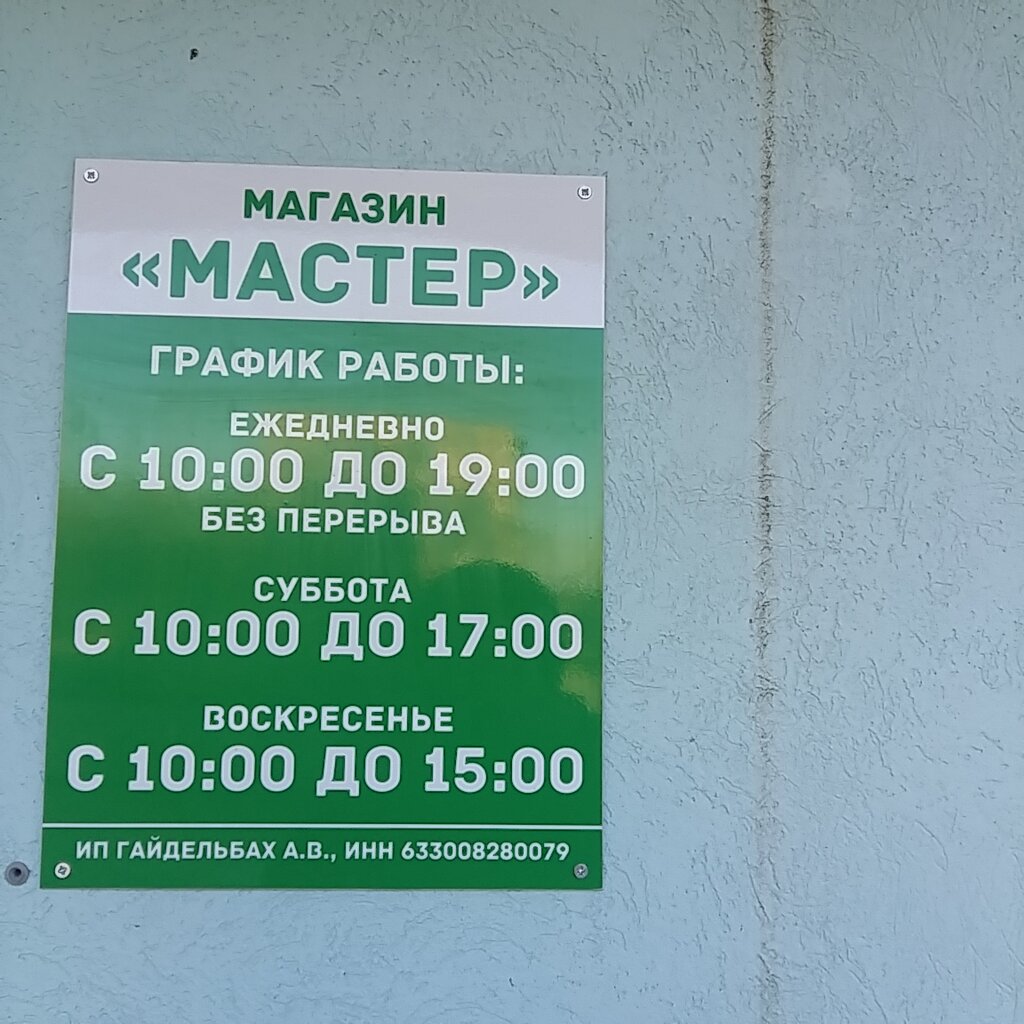 МАГАЗИН
«МАСТЕР»
ГРАФИК РАБОТЫ:
ЕЖЕДНЕВНО
С 10:00 ДО 19:00
БЕЗ ПЕРЕРЫВА
СУББОТА
С 10:00 ДО 17:00
ВОСКРЕСЕНЬЕ
С 10:00 ДО 15:00
ИП ГАЙДЕЛЬБАХ А.В., ИНН 633008280079